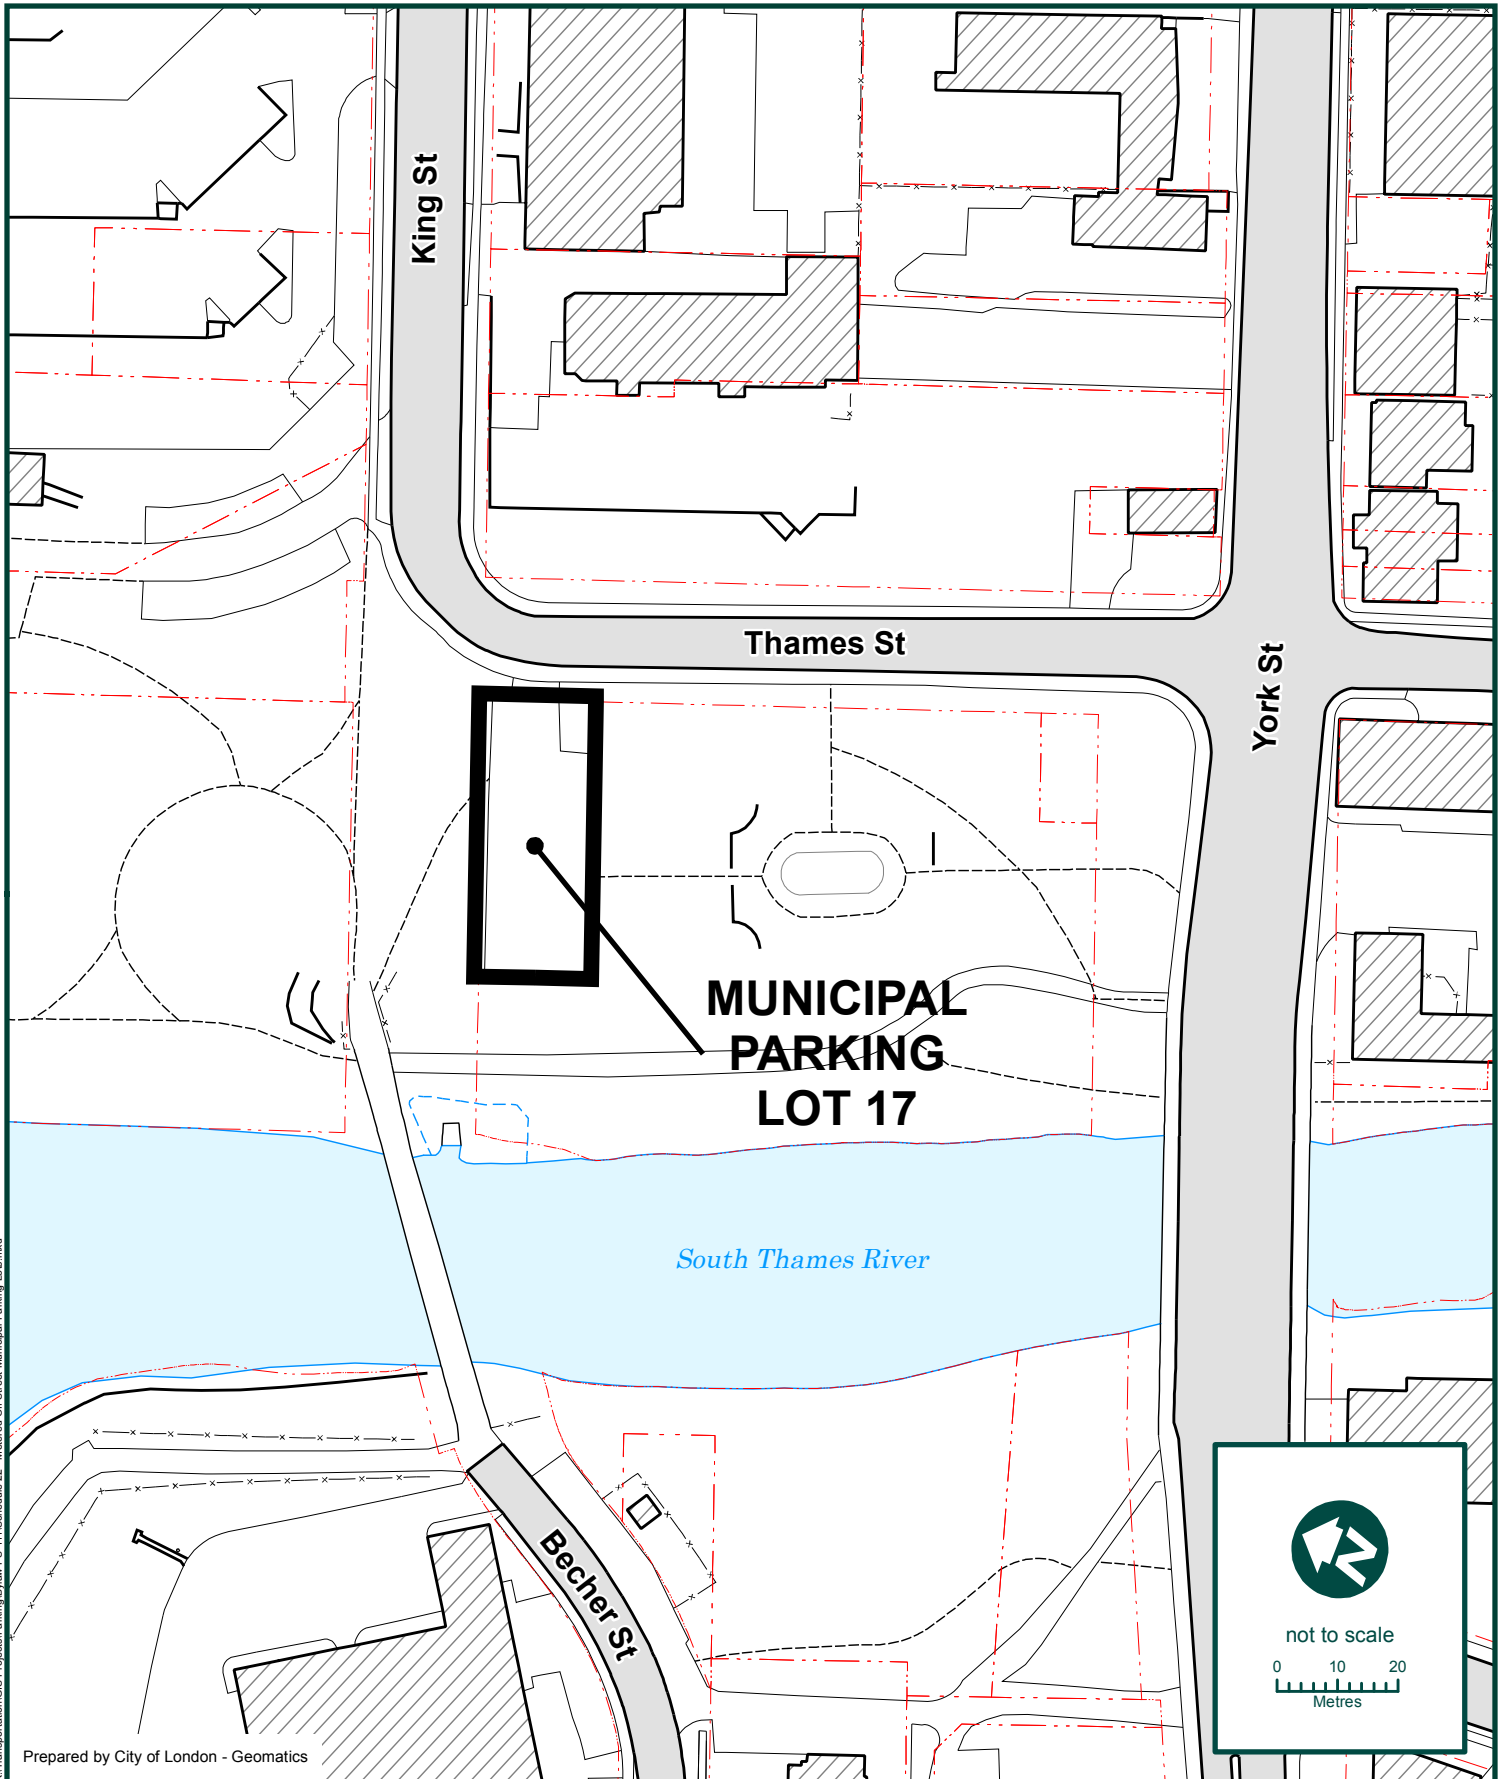 King St
Thames St
York St
MUNICIPAL
PARKING
LOT 17
South Thames River
Becher St
N
not to scale
0 10 20
Metres
Prepared by City of London - Geomatics